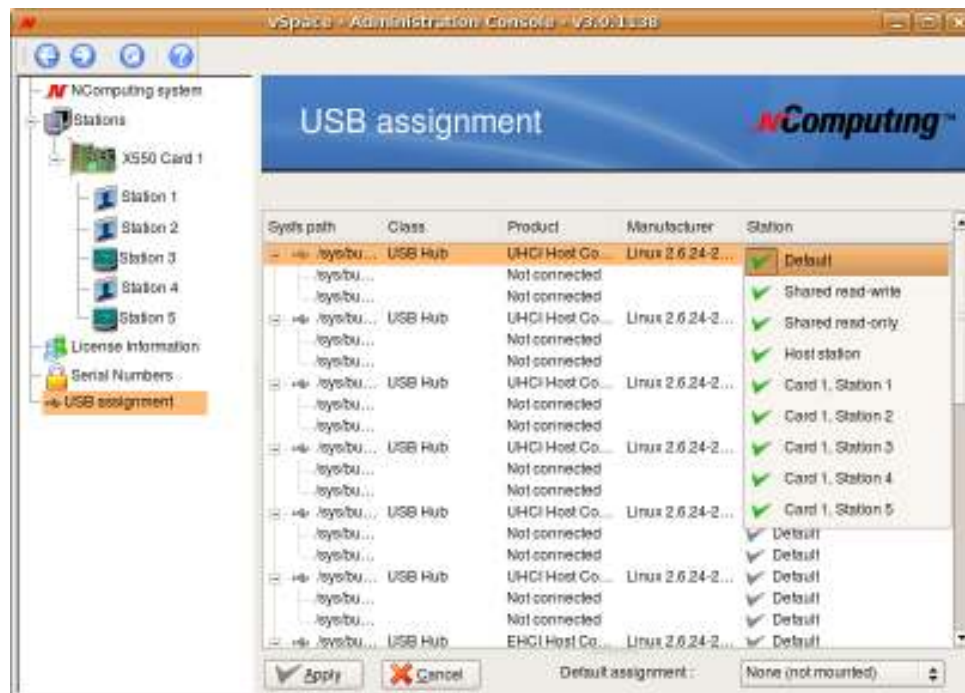 vSpace - Administration Console - v3.0.1138
NComputing system
Stations
X550 Card 1
Station 1
Station 2
Station 3
Station 4
Station 5
License Information
Serial Numbers
USB assignment
USB assignment
NComputing™
Sysfs path Class Product Manufacturer Station
/sys/bu... USB Hub UHCI Host Co... Linux 2.6.24-2...
/sys/bu... Not connected
/sys/bu... Not connected
/sys/bu... USB Hub UHCI Host Co... Linux 2.6.24-2...
/sys/bu... Not connected
/sys/bu... Not connected
/sys/bu... USB Hub UHCI Host Co... Linux 2.6.24-2...
/sys/bu... Not connected
/sys/bu... Not connected
/sys/bu... USB Hub UHCI Host Co... Linux 2.6.24-2...
/sys/bu... Not connected
/sys/bu... Not connected
/sys/bu... USB Hub UHCI Host Co... Linux 2.6.24-2...
/sys/bu... Not connected Default
/sys/bu... Not connected Default
/sys/bu... USB Hub UHCI Host Co... Linux 2.6.24-2... Default
/sys/bu... Not connected Default
/sys/bu... Not connected Default
/sys/bu... USB Hub EHCI Host Co... Linux 2.6.24-2... Default
Default
Shared read-write
Shared read-only
Host station
Card 1, Station 1
Card 1, Station 2
Card 1, Station 3
Card 1, Station 4
Card 1, Station 5
Apply
Cancel
Default assignment :
None (not mounted)